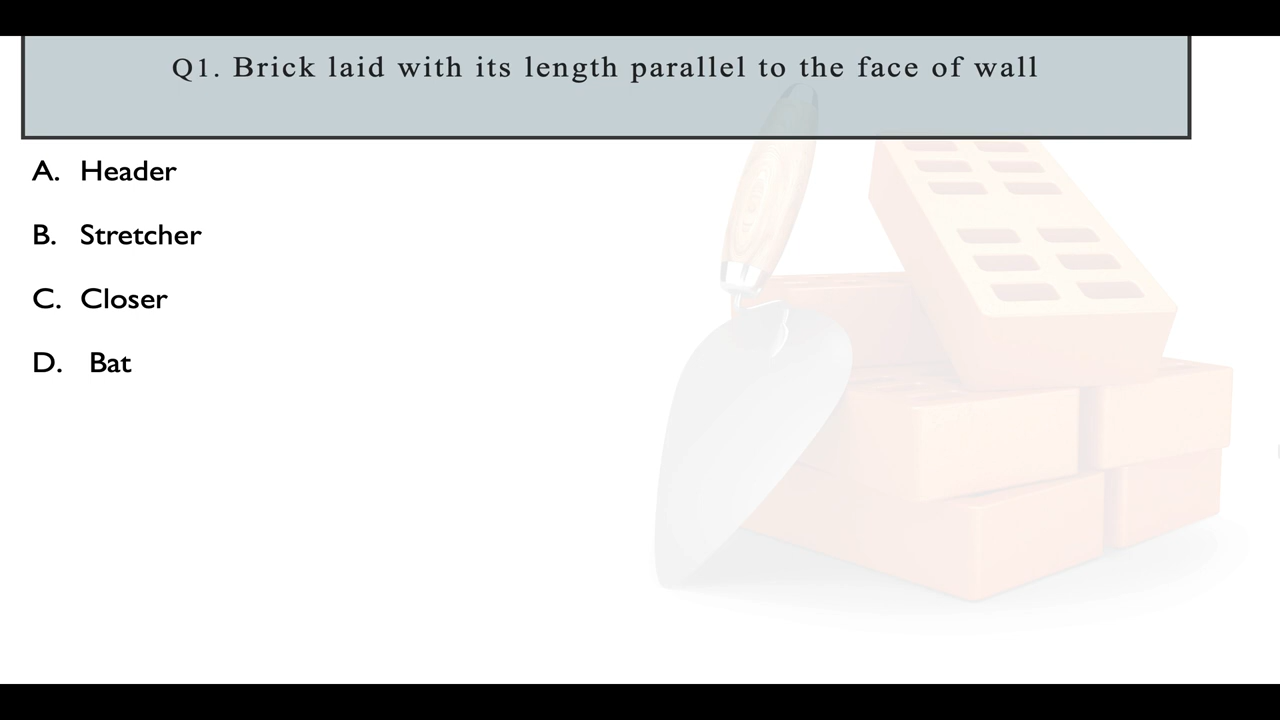 Q1. Brick laid with its length parallel to the face of wall
A. Header
B. Stretcher
C. Closer
D. Bat